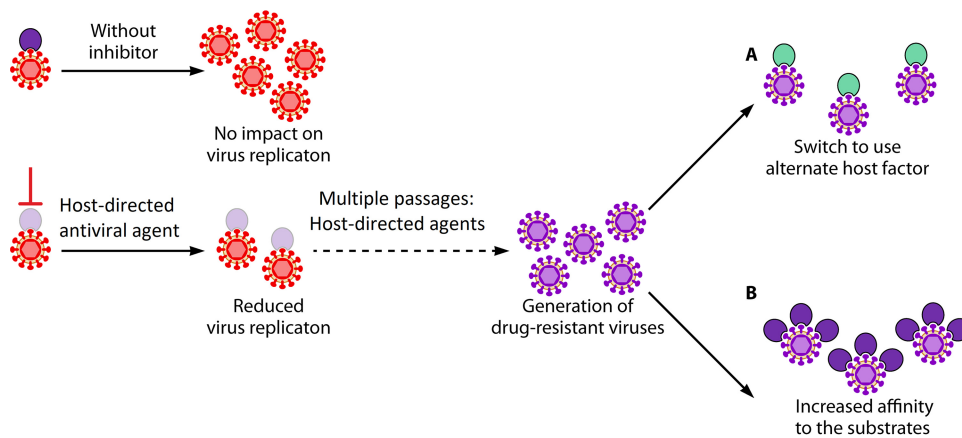 Without
inhibitor
No impact on
virus replicaton
Host-directed
antiviral agent
Reduced
virus replicaton
Multiple passages:
Host-directed agents
Generation of
drug-resistant viruses
A
Switch to use
alternate host factor
B
Increased affinity
to the substrates